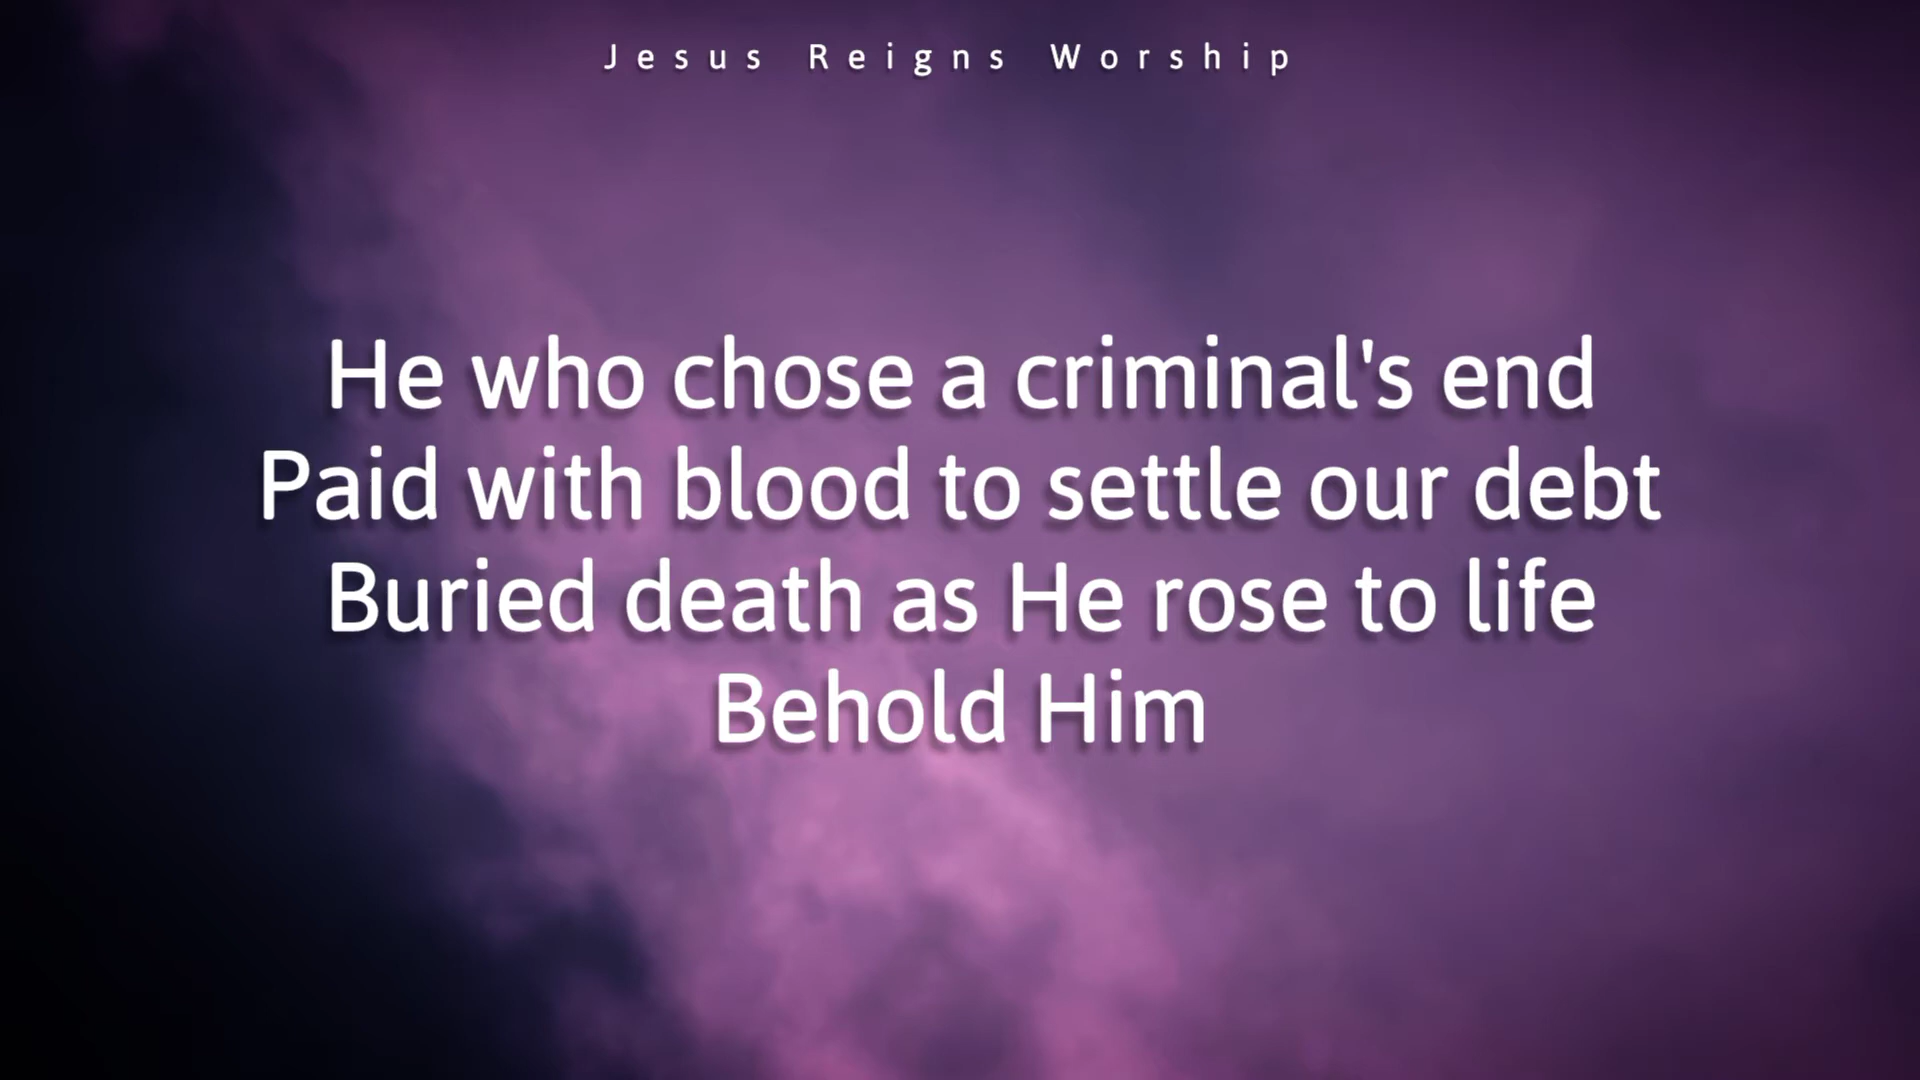 Jesus Reigns Worship
He who chose a criminal's end
Paid with blood to settle our debt
Buried death as He rose to life
Behold Him